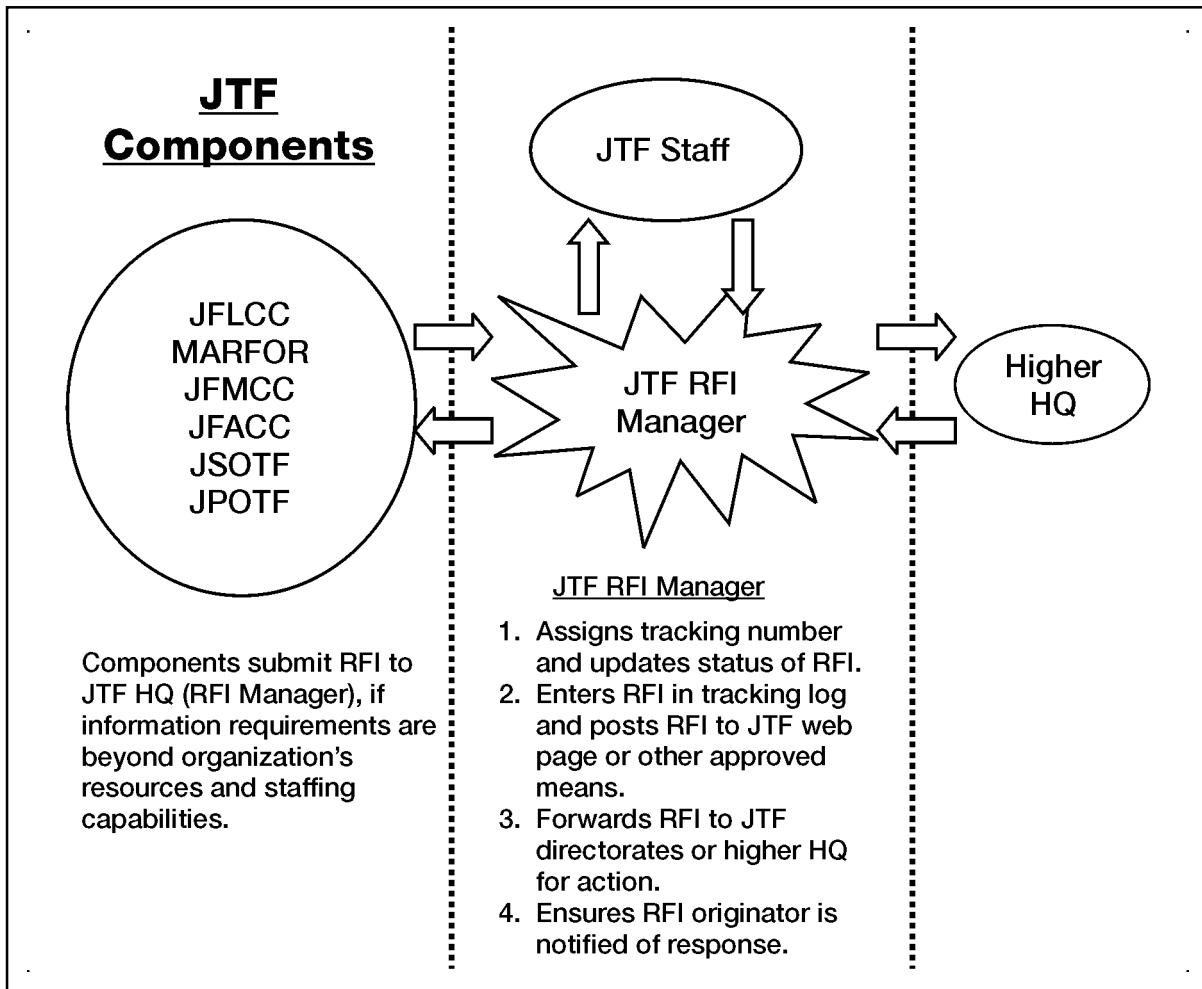 JTF
Components
JFLCC
MARFOR
JFMCC
JFACC
JSOTF
JPOTF
Components submit RFI to
JTF HQ (RFI Manager), if
information requirements are
beyond organization's
resources and staffing
capabilities.
JTF Staff
JTF RFI
Manager
JTF RFI Manager
1. Assigns tracking number
and updates status of RFI.
2. Enters RFI in tracking log
and posts RFI to JTF web
page or other approved
means.
3. Forwards RFI to JTF
directorates or higher HQ
for action.
4. Ensures RFI originator is
notified of response.
Higher
HQ